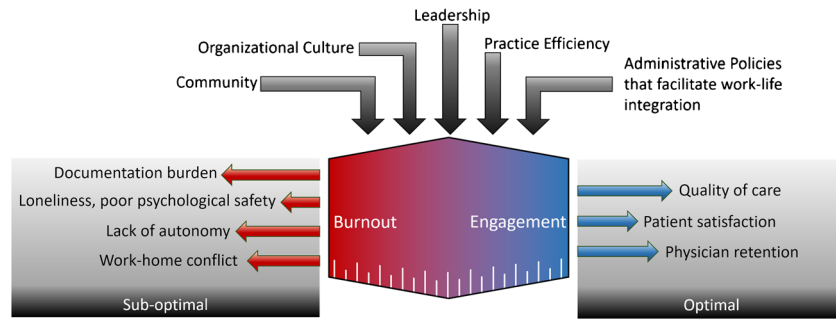 Leadership
Organizational Culture
Practice Efficiency
Community
Administrative Policies
that facilitate work-life
integration
Documentation burden
Loneliness, poor psychological safety
Lack of autonomy
Work-home conflict
Sub-optimal
Burnout
Engagement
Quality of care
Patient satisfaction
Physician retention
Optimal